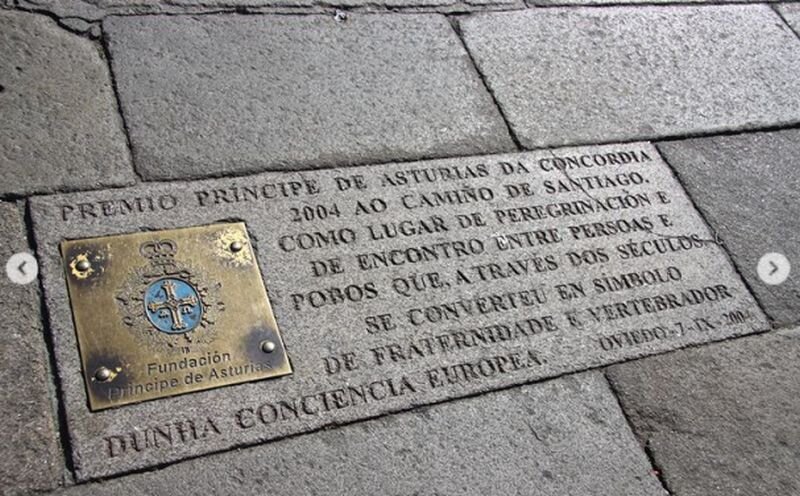 PREMIO PRÍNCIPE DE ASTURIAS DA CONCORDIA
2004 AO CAMIÑO DE SANTIAGO.
COMO LUGAR DE PEREGRINACIÓN E
DE ENCONTRO ENTRE PERSOAS E
POBOS QUE, A TRAVÉS DOS SÉCULOS
SE CONVERTEU EN SÍMBOLO
DE FRATERNIDADE E VERTEBRADOR
DUNHA CONCIENCIA EUROPEA.
OVIEDO-7-IX-2004
Fundación
Príncipe de Asturias